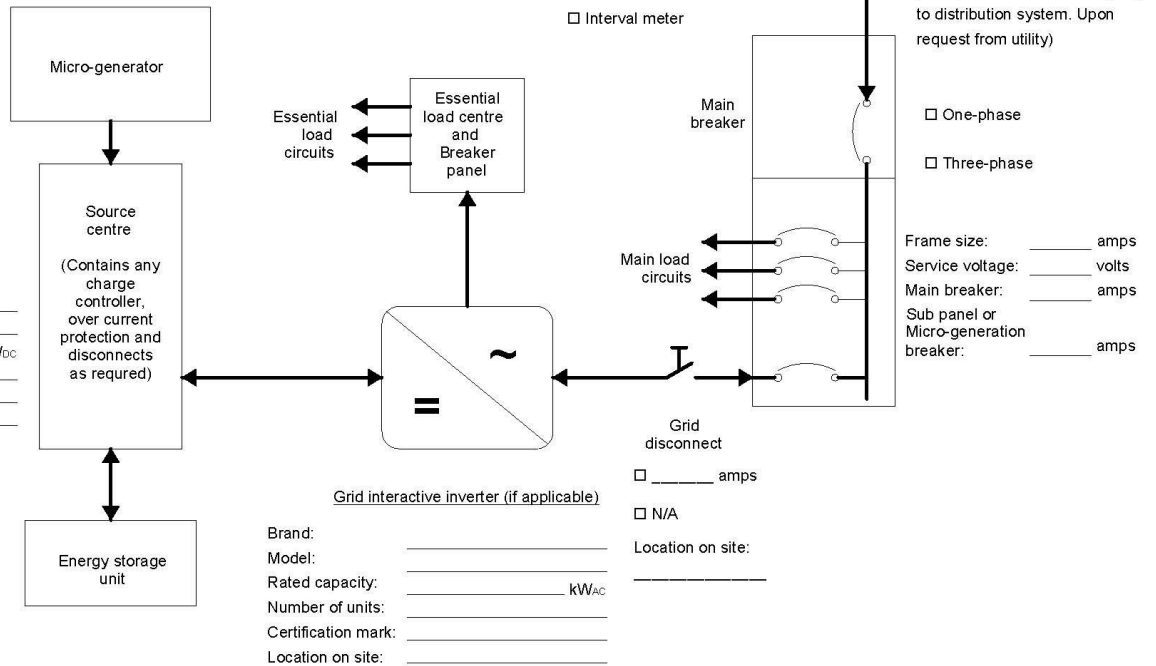 to distribution system. Upon
request from utility)
☐ Interval meter
Micro-generator
Essential
load
circuits
Essential
load centre
and
Breaker
panel
Main
breaker
☐ One-phase
☐ Three-phase
Source
centre
(Contains any
charge
controller,
over current
protection and
disconnects
as requred)
Main load
circuits
Frame size: _______ amps
Service voltage: _______ volts
Main breaker: _______ amps
Sub panel or
Micro-generation
breaker: _______ amps
DC
~
=
Grid
disconnect
☐ _______ amps
☐ N/A
Location on site:
_______________
Grid interactive inverter (if applicable)
Brand:
Model:
Rated capacity: kWAC
Number of units:
Certification mark:
Location on site:
Energy storage
unit